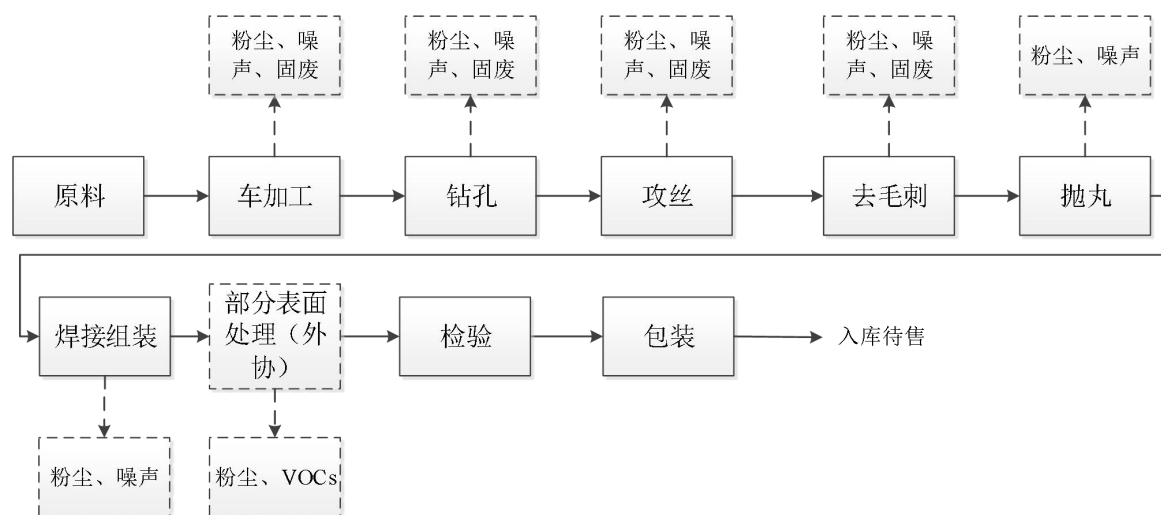 粉尘、噪
声、固废
粉尘、噪
声、固废
粉尘、噪
声、固废
粉尘、噪
声、固废
粉尘、噪声
原料
车加工
钻孔
攻丝
去毛刺
抛丸
焊接组装
部分表面
处理（外
协）
检验
包装
入库待售
粉尘、噪声
粉尘、VOCs